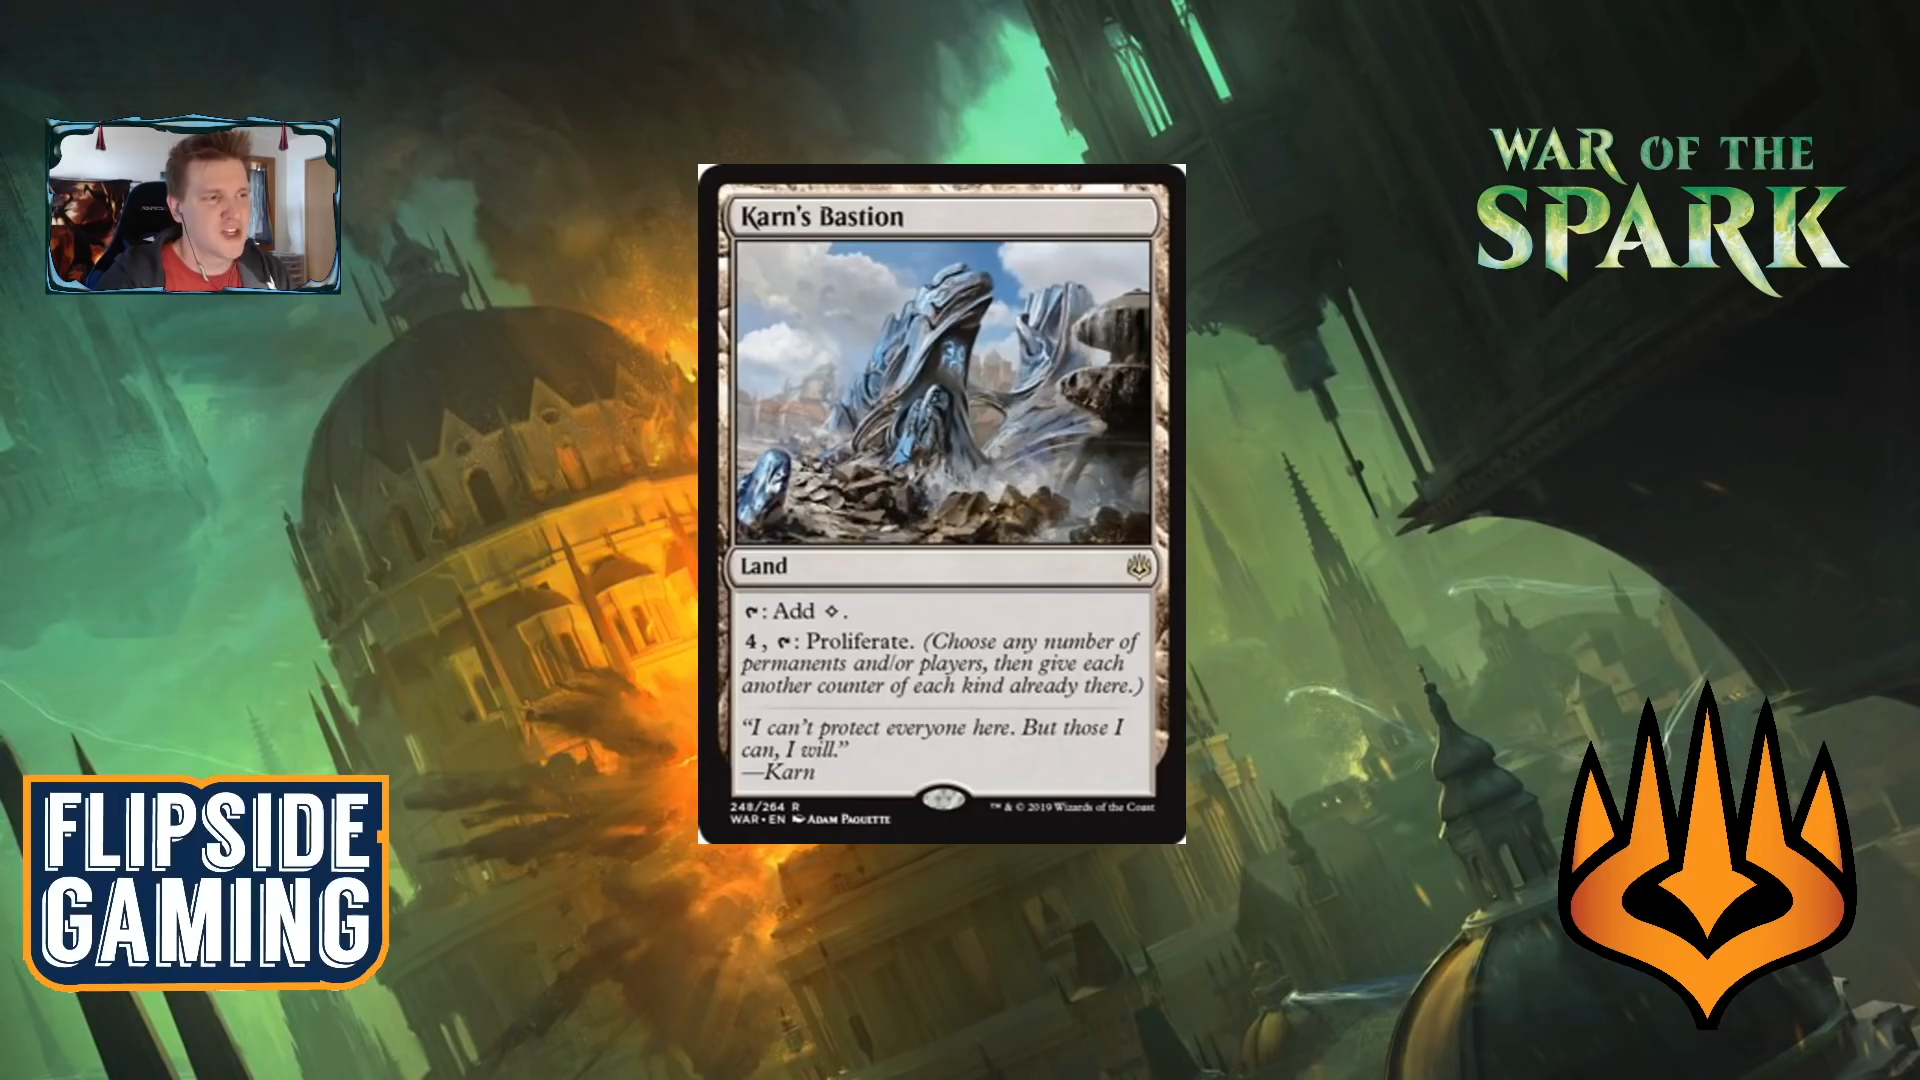 WAR OF THE
SPARK
Karn's Bastion
Land
: Add .
4, : Proliferate. (Choose any number of
permanents and/or players, then give each
another counter of each kind already there.)
"I can't protect everyone here. But those I
can, I will."
—Karn
248/264 R
WAR • EN ADAM PAQUETTE
™ & © 2019 Wizards of the Coast
FLIPSIDE
GAMING